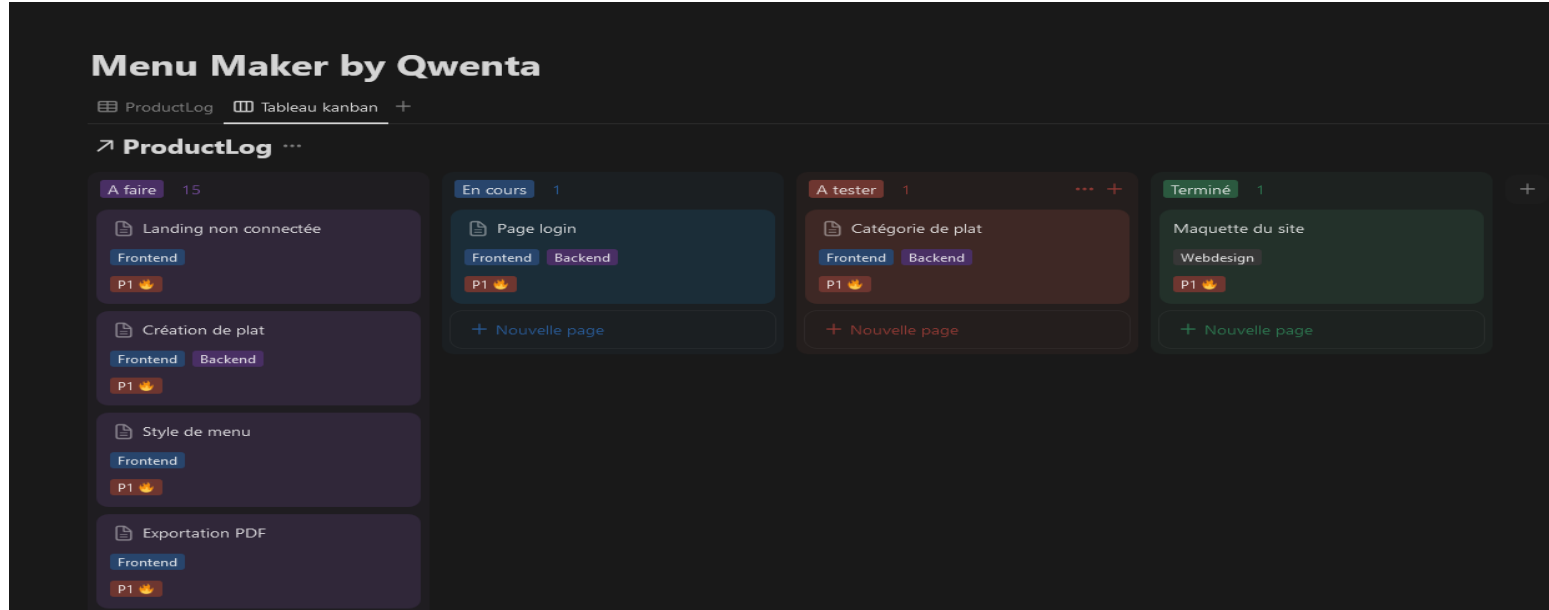 Menu Maker by Qwenta
ProductLog Tableau kanban +
↗ ProductLog ...
A faire 15
Landing non connectée
Frontend
P1 🔥
Création de plat
Frontend Backend
P1 🔥
Style de menu
Frontend
P1 🔥
Exportation PDF
Frontend
P1 🔥
En cours 1
Page login
Frontend Backend
P1 🔥
+ Nouvelle page
A tester 1 ... +
Catégorie de plat
Frontend Backend
P1 🔥
+ Nouvelle page
Terminé 1
Maquette du site
Webdesign
P1 🔥
+ Nouvelle page
+